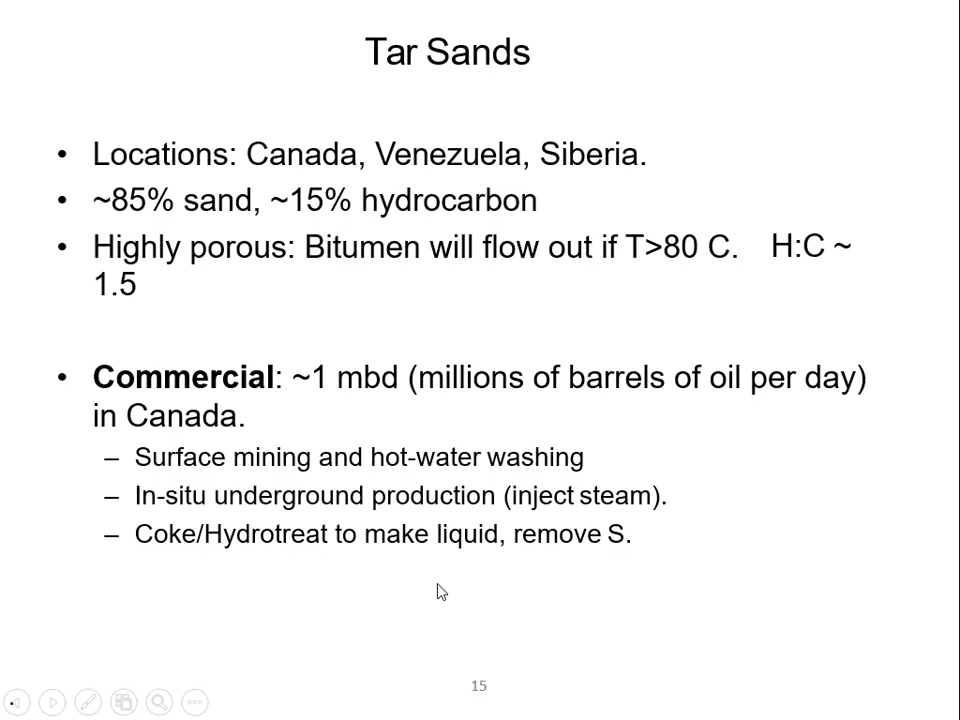 Tar Sands
• Locations: Canada, Venezuela, Siberia.
• ~85% sand, ~15% hydrocarbon
• Highly porous: Bitumen will flow out if T>80 C. H:C ~
1.5
• Commercial: ~1 mbd (millions of barrels of oil per day)
in Canada.
– Surface mining and hot-water washing
– In-situ underground production (inject steam).
– Coke/Hydrotreat to make liquid, remove S.
15